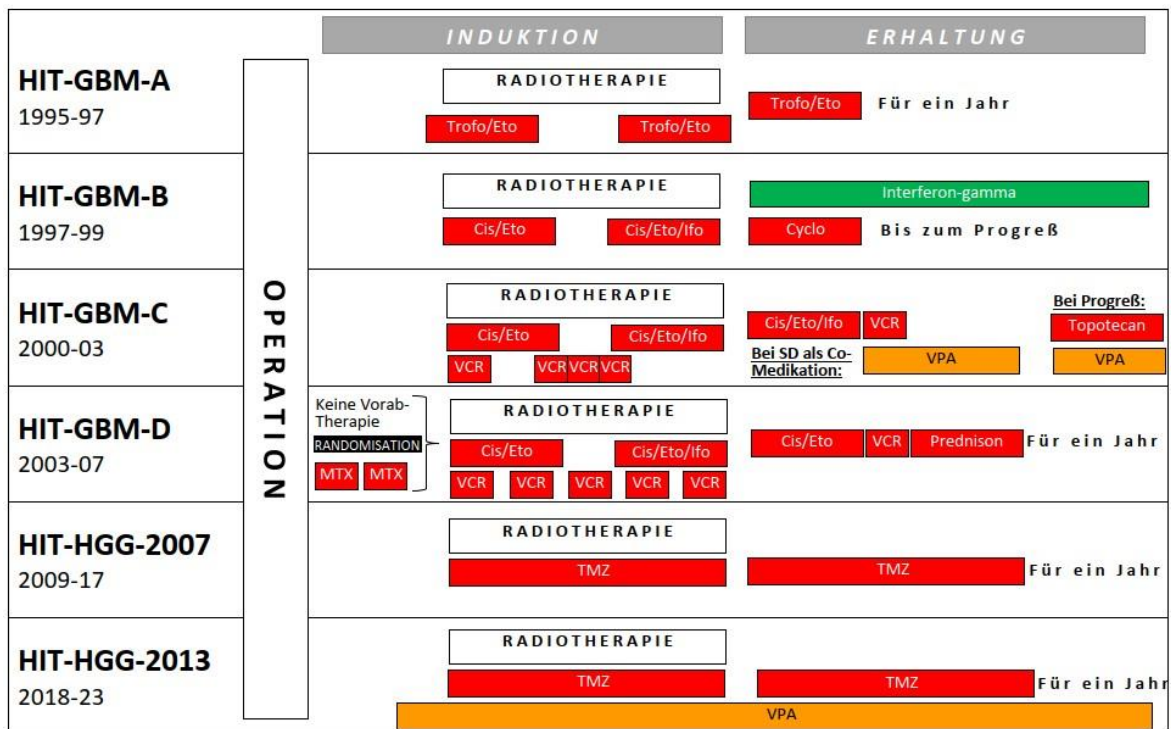 INDUKTION
ERHALTUNG
OPERATION
HIT-GBM-A
1995-97
RADIOTHERAPIE
Trofo/Eto
Trofo/Eto
Trofo/Eto
Für ein Jahr
HIT-GBM-B
1997-99
RADIOTHERAPIE
Cis/Eto
Cis/Eto/Ifo
Interferon-gamma
Cyclo
Bis zum Progreß
HIT-GBM-C
2000-03
RADIOTHERAPIE
Cis/Eto
Cis/Eto/Ifo
VCR
VCR
VCR
VCR
Cis/Eto/Ifo
VCR
Bei SD als Co-
Medikation:
VPA
Bei Progreß:
Topotecan
VPA
HIT-GBM-D
2003-07
Keine Vorab-
Therapie
RANDOMISATION
MTX
MTX
RADIOTHERAPIE
Cis/Eto
Cis/Eto/Ifo
VCR
VCR
VCR
VCR
VCR
Cis/Eto
VCR
Prednison
Für ein Jahr
HIT-HGG-2007
2009-17
RADIOTHERAPIE
TMZ
TMZ
Für ein Jahr
HIT-HGG-2013
2018-23
RADIOTHERAPIE
TMZ
TMZ
Für ein Jahr
VPA